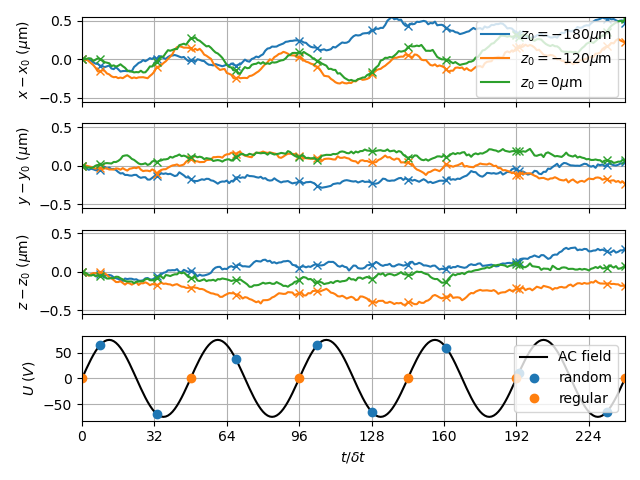 0.5
0.0
−0.5
x − x₀ (μm)
z₀ = −180μm
z₀ = −120μm
z₀ = 0μm
0.5
0.0
−0.5
y − y₀ (μm)
0.5
0.0
−0.5
z − z₀ (μm)
50
0
−50
U (V)
AC field
random
regular
0 32 64 96 128 160 192 224
t/δt